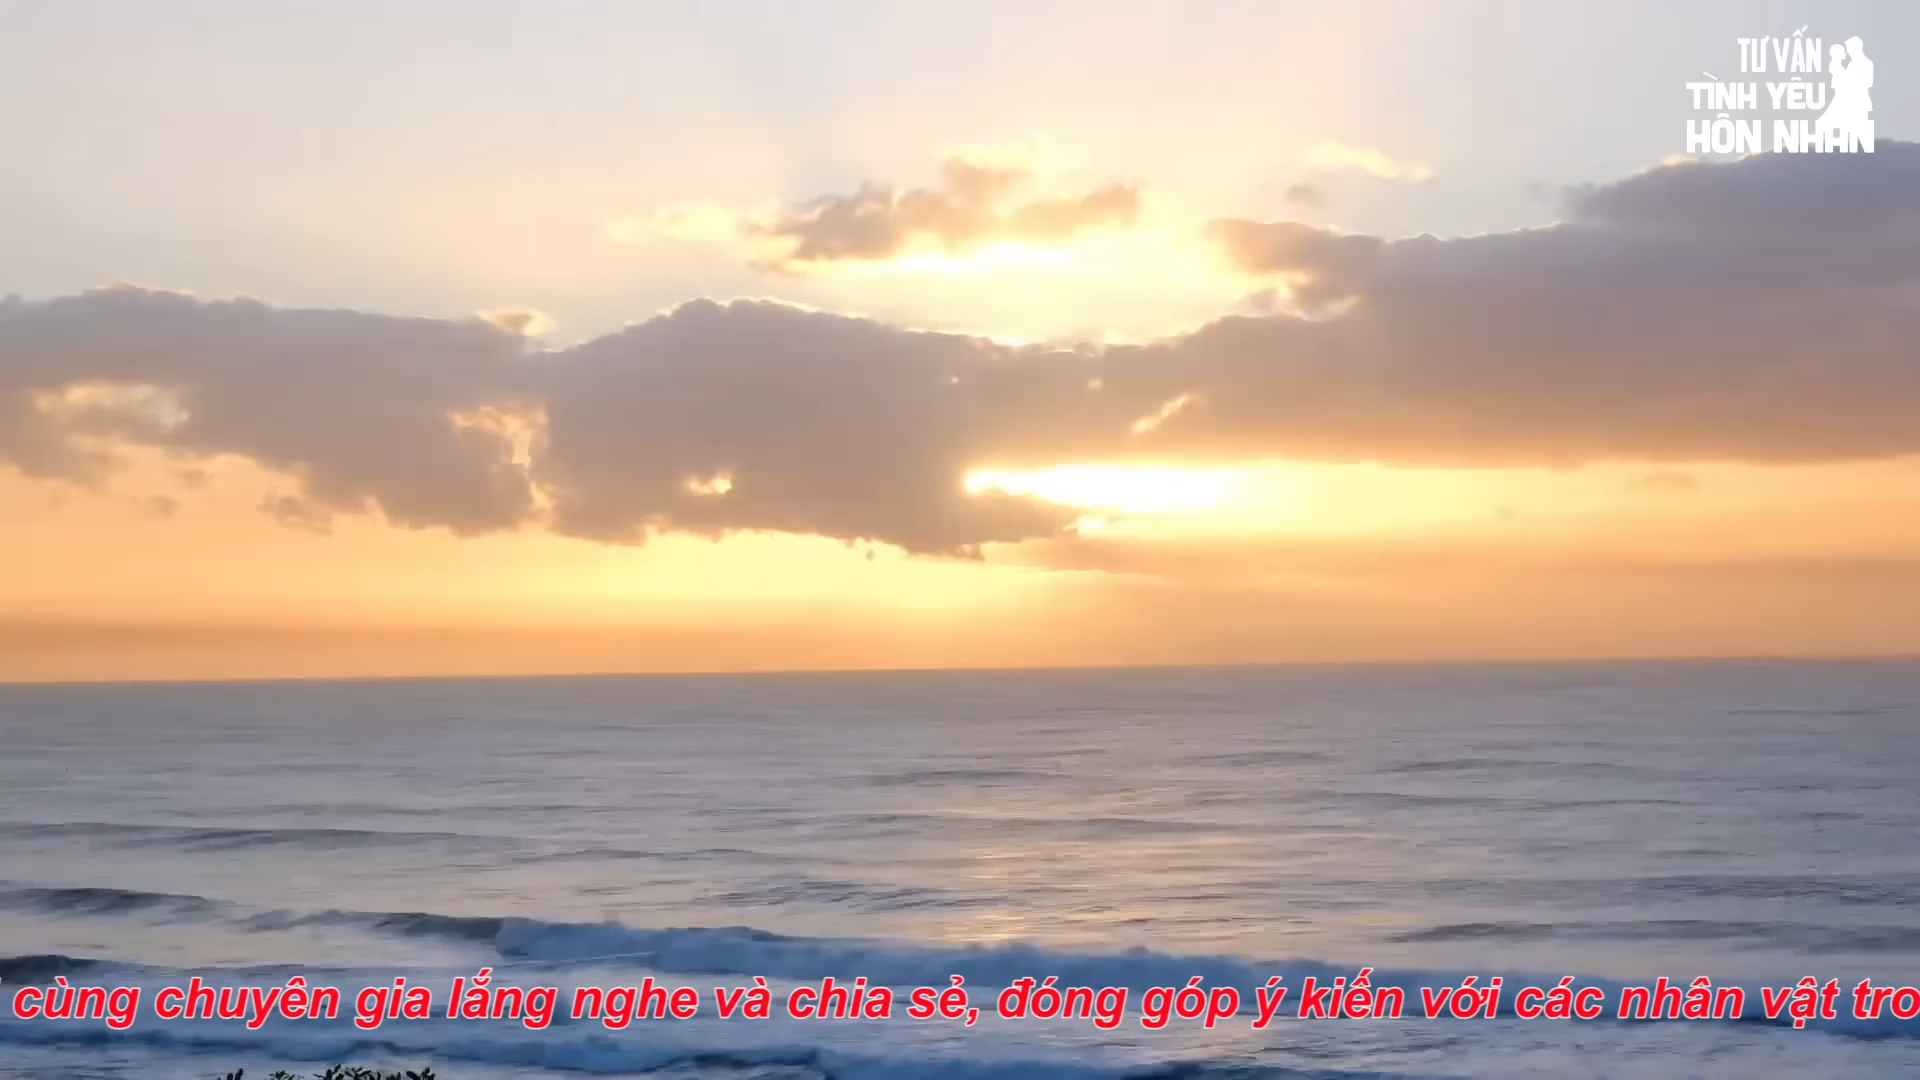 TƯ VẤN
TÌNH YÊU
HÔN NHÂN
cùng chuyên gia lắng nghe và chia sẻ, đóng góp ý kiến với các nhân vật tro